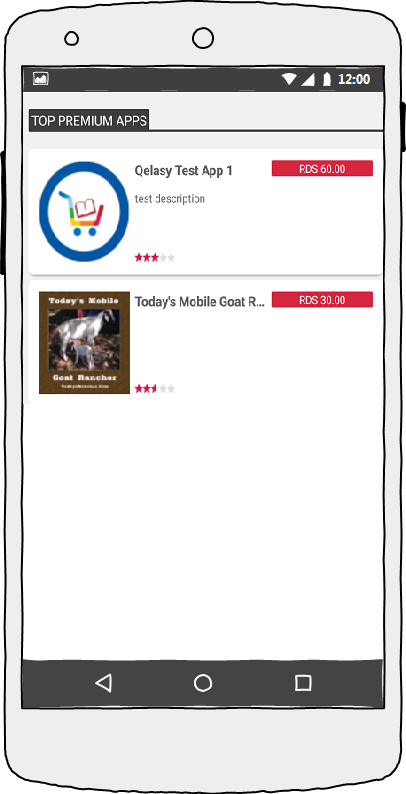 12:00
TOP PREMIUM APPS
Qelasy Test App 1
RDS 60.00
test description
Today's Mobile
Goat Rancher
Today's Mobile Goat R...
RDS 30.00